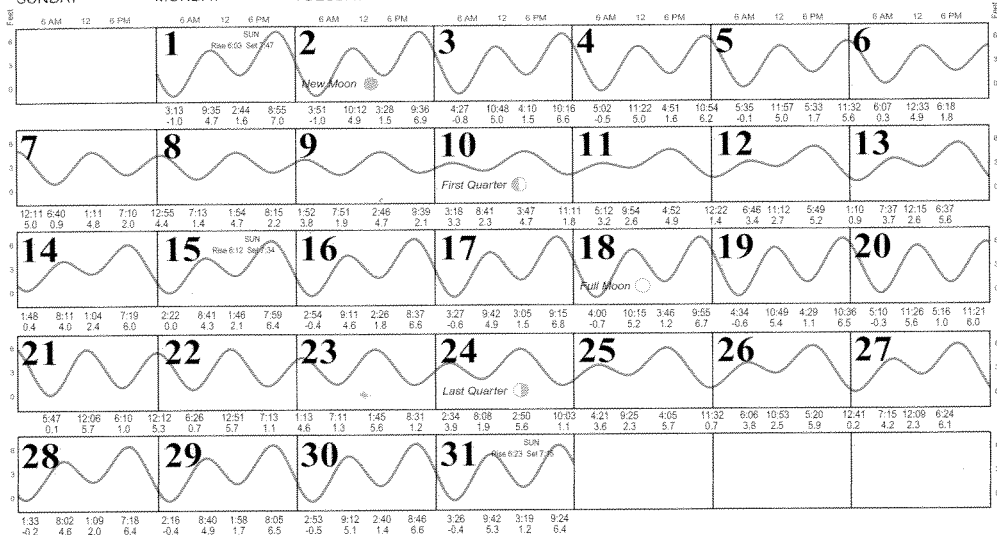 Feet
6 AM 12 6 PM 6 AM 12 6 PM 6 AM 12 6 PM 6 AM 12 6 PM 6 AM 12 6 PM 6 AM 12 6 PM 6 AM 12 6 PM
6
3
0
1 2 3 4 5 6
SUN
Rise 6:03 Set 7:47
New Moon
3:13 9:35 2:44 8:55 3:51 10:12 3:28 9:36 4:27 10:48 4:10 10:16 5:02 11:22 4:51 10:54 5:35 11:57 5:33 11:32 6:07 12:33 6:18
-1.0 4.7 1.6 7.0 -1.0 4.9 1.5 6.9 -0.8 5.0 1.5 6.6 -0.5 5.0 1.6 6.2 -0.1 5.0 1.7 5.6 0.3 4.9 1.8
6
3
0
7 8 9 10 11 12 13
First Quarter
12:11 6:40 1:11 7:10 12:55 7:13 1:54 8:15 1:52 7:51 2:46 9:39 3:18 8:41 3:47 11:11 5:12 9:54 4:52 12:22 6:46 11:12 5:49 1:10 7:37 12:15 6:37
5.0 0.9 4.8 2.0 4.4 1.4 4.7 2.2 3.8 1.9 4.7 2.1 3.3 2.3 4.7 1.8 3.2 2.6 4.9 1.4 3.4 2.7 5.2 0.9 3.7 2.6 5.6
6
3
0
14 15 16 17 18 19 20
SUN
Rise 6:12 Set 7:34
Full Moon
1:48 8:11 1:04 7:19 2:22 8:41 1:46 7:59 2:54 9:11 2:26 8:37 3:27 9:42 3:05 9:15 4:00 10:15 3:46 9:55 4:34 10:49 4:29 10:36 5:10 11:26 5:16 11:21
0.4 4.0 2.4 6.0 0.0 4.3 2.1 6.4 -0.4 4.6 1.8 6.6 -0.6 4.9 1.5 6.8 -0.7 5.2 1.2 6.7 -0.6 5.4 1.1 6.5 -0.3 5.6 1.0 6.0
6
3
0
21 22 23 24 25 26 27
Last Quarter
5:47 12:06 6:10 12:12 6:26 12:51 7:13 1:13 7:11 1:45 8:31 2:34 8:08 2:50 10:03 4:21 9:25 4:05 11:32 6:06 10:53 5:20 12:41 7:15 12:09 6:24
0.1 5.7 1.0 5.3 0.7 5.7 1.1 4.6 1.3 5.6 1.2 3.9 1.9 5.6 1.1 3.6 2.3 5.7 0.7 3.8 2.5 5.9 0.2 4.2 2.3 6.1
6
3
0
28 29 30 31
SUN
Rise 6:23
1:33 8:02 1:09 7:18 2:16 8:40 1:58 8:05 2:53 9:12 2:40 8:46 3:26 9:42 3:19 9:24
-0.2 4.6 2.0 6.4 -0.4 4.9 1.7 6.5 -0.5 5.1 1.4 6.6 -0.4 5.3 1.2 6.4